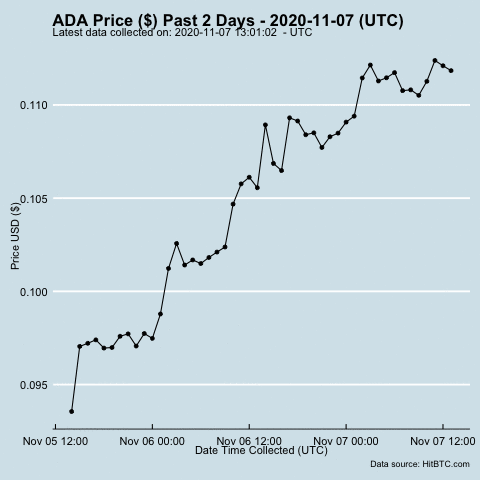 ADA Price ($) Past 2 Days - 2020-11-07 (UTC)
Latest data collected on: 2020-11-07 13:01:02  - UTC
0.110
0.105
Price USD ($)
0.100
0.095
Nov 05 12:00 Nov 06 00:00 Nov 06 12:00 Nov 07 00:00 Nov 07 12:00
Date Time Collected (UTC)
Data source: HitBTC.com